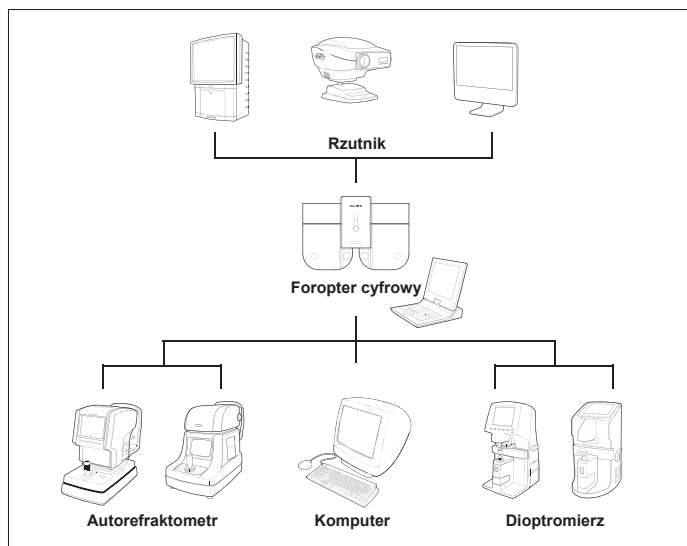 Rzutnik
Foropter cyfrowy
Autorefraktometr
Komputer
Dioptromierz